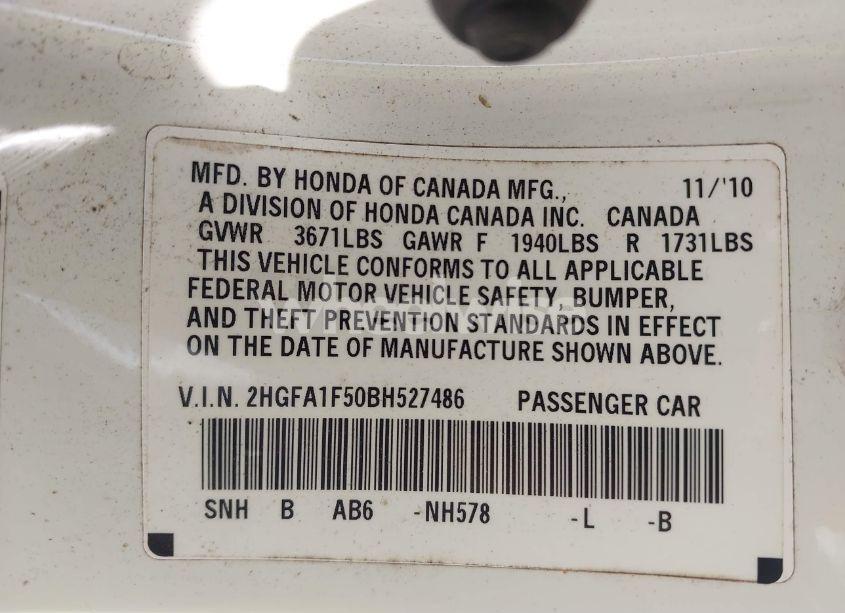 MFD. BY HONDA OF CANADA MFG., 11/'10
A DIVISION OF HONDA CANADA INC. CANADA
GVWR 3671LBS GAWR F 1940LBS R 1731LBS
THIS VEHICLE CONFORMS TO ALL APPLICABLE
FEDERAL MOTOR VEHICLE SAFETY, BUMPER,
AND THEFT PREVENTION STANDARDS IN EFFECT
ON THE DATE OF MANUFACTURE SHOWN ABOVE.
V.I.N. 2HGFA1F50BH527486 PASSENGER CAR
SNH B AB6 -NH578 -L -B